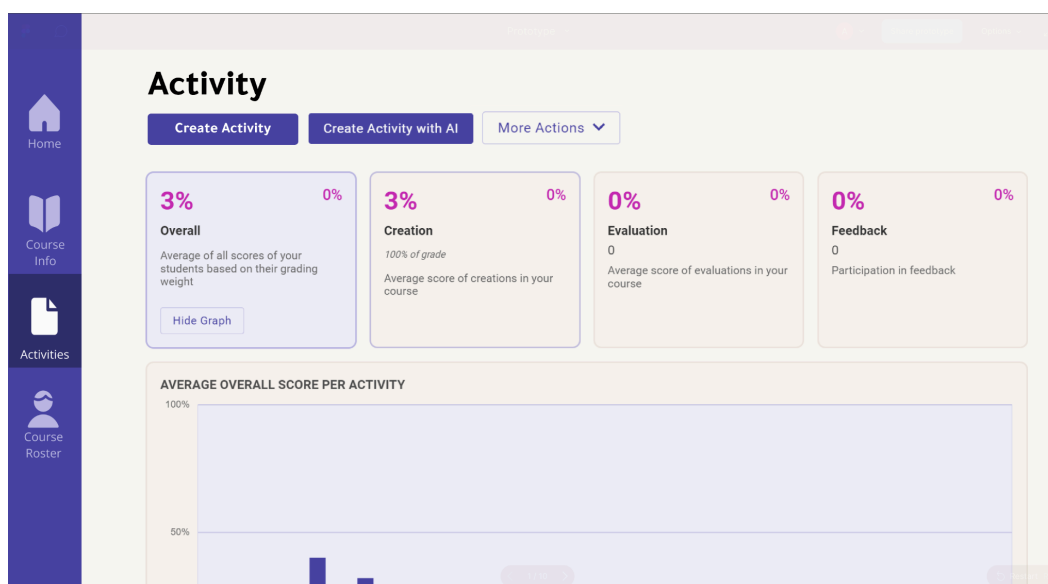 Activity
Create Activity
Create Activity with AI
More Actions
Home
Course
Info
Activities
Course
Roster
3%
0%
Overall
Average of all scores of your
students based on their grading
weight
Hide Graph
3%
0%
Creation
100% of grade
Average score of creations in your
course
0%
0%
Evaluation
0
Average score of evaluations in your
course
0%
0%
Feedback
0
Participation in feedback
AVERAGE OVERALL SCORE PER ACTIVITY
100%
50%